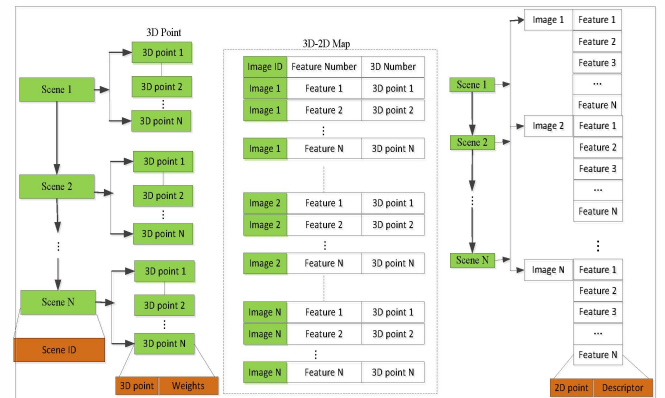 3D Point
3D point 1
3D point 2
⋮
3D point N
Scene 1
Scene 2
3D point 1
3D point 2
⋮
3D point N
⋮
Scene N
3D point 1
3D point 2
⋮
3D point N
Scene ID
3D point Weights
3D-2D Map
Image ID Feature Number 3D Number
Image 1 Feature 1 3D point 1
Image 1 Feature 2 3D point 2
⋮
Image 1 Feature N 3D point N
Image 2 Feature 1 3D point 1
Image 2 Feature 2 3D point 2
⋮
Image 2 Feature N 3D point N
Image N Feature 1 3D point 1
Image N Feature 2 3D point 2
⋮
Image N Feature N 3D point N
Scene 1
Scene 2
⋮
Scene N
Image 1 Feature 1
Feature 2
Feature 3
...
Feature N
Image 2 Feature 1
Feature 2
Feature 3
...
Feature N
⋮
Image N Feature 1
Feature 2
Feature 3
...
Feature N
2D point Descriptor